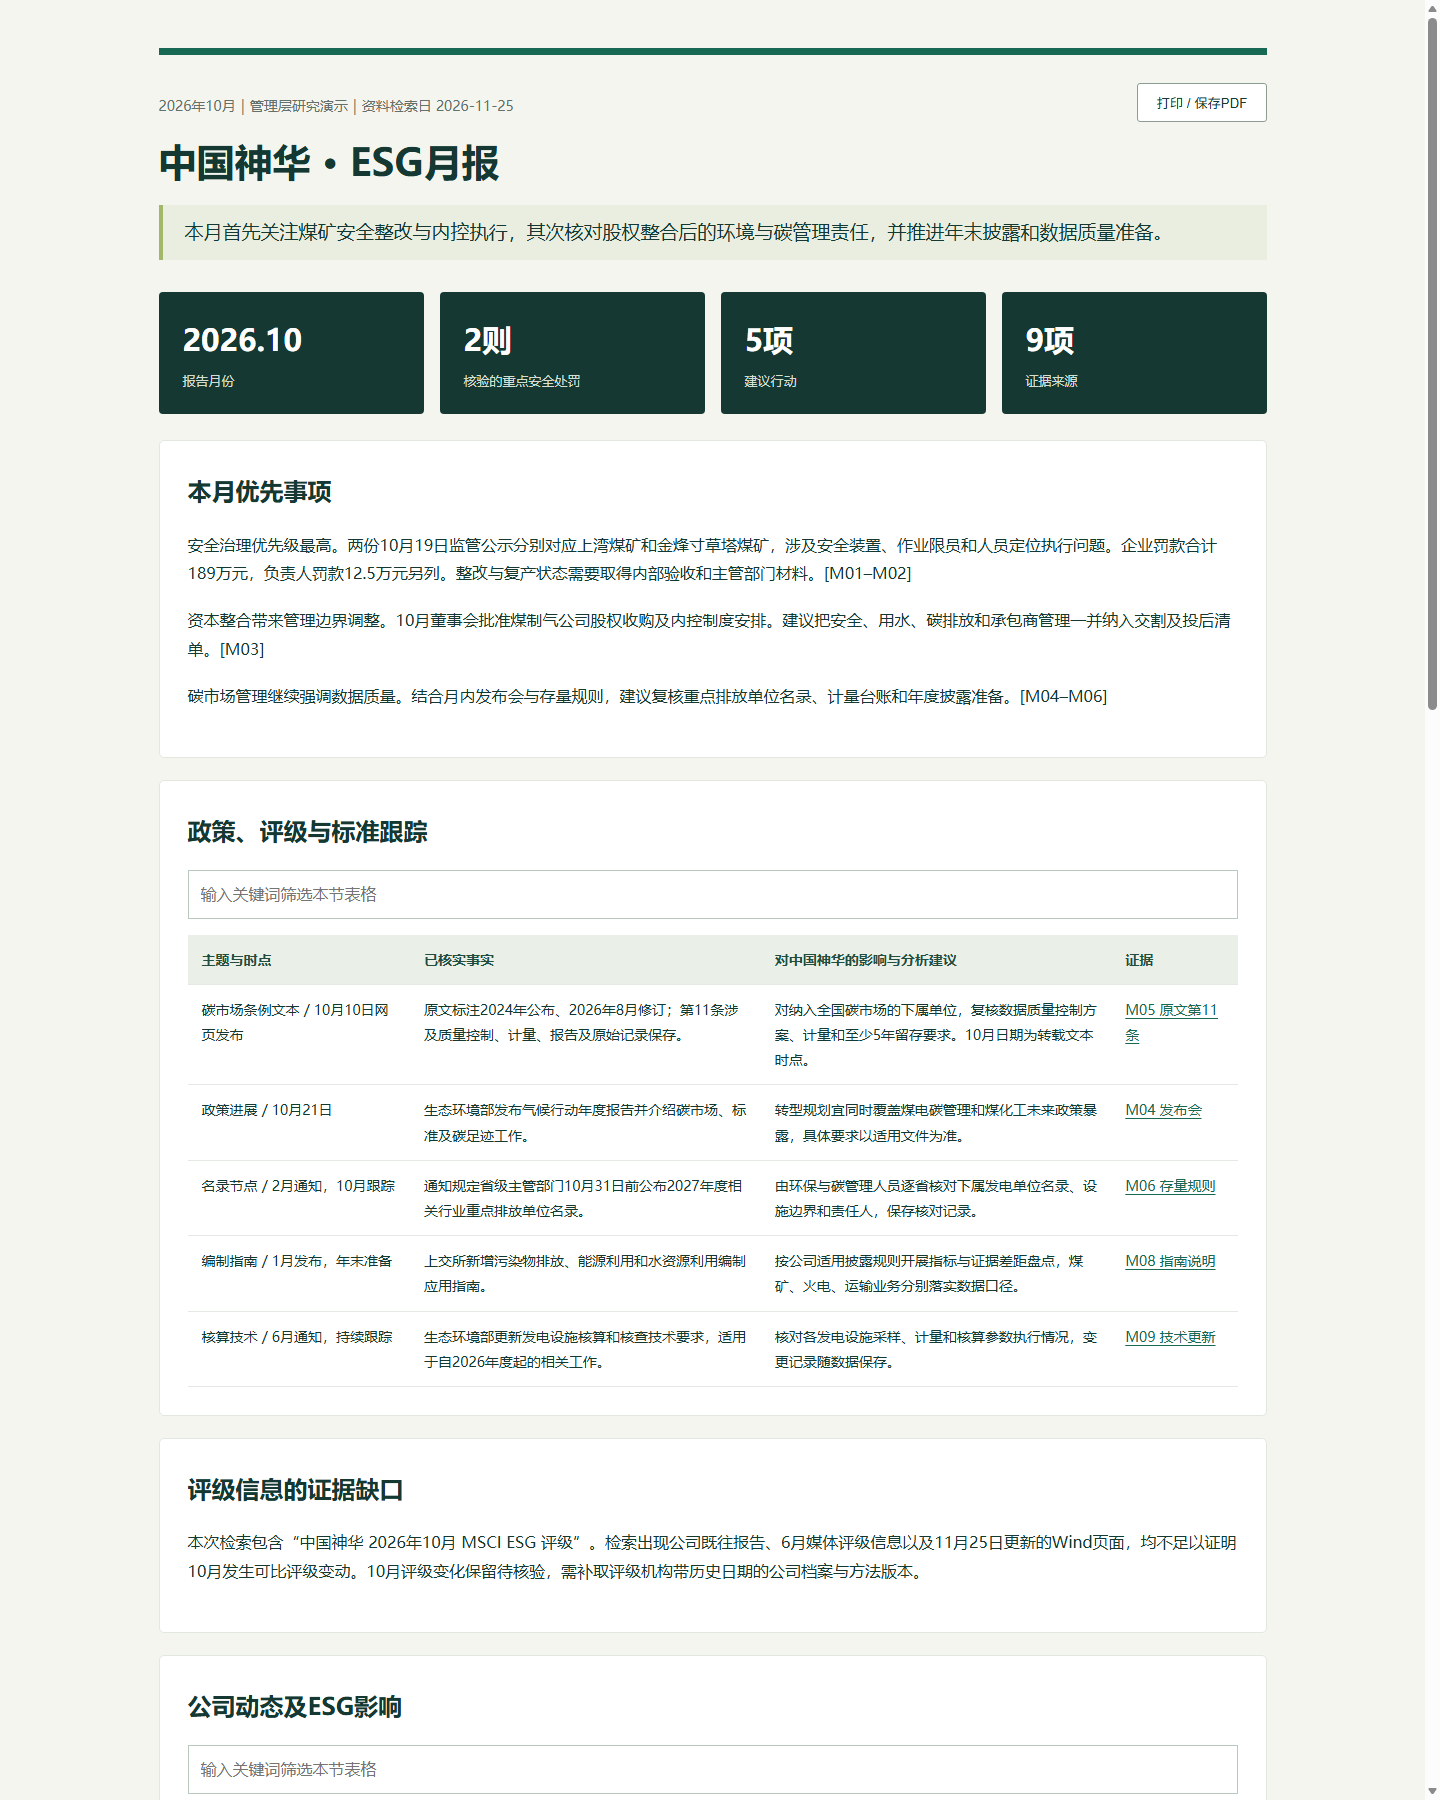 2026年10月 | 管理层研究演示 | 资料检索日 2026-11-25
打印 / 保存PDF
中国神华 · ESG月报
本月首先关注煤矿安全整改与内控执行，其次核对股权整合后的环境与碳管理责任，并推进年末披露和数据质量准备。
2026.10
报告月份
2则
核验的重点安全处罚
5项
建议行动
9项
证据来源
本月优先事项
安全治理优先级最高。两份10月19日监管公示分别对应上湾煤矿和金烽寸草塔煤矿，涉及安全装置、作业限员和人员定位执行问题。企业罚款合计
189万元，负责人罚款12.5万元另列。整改与复产状态需要取得内部验收和主管部门材料。[M01–M02]
资本整合带来管理边界调整。10月董事会批准煤制气公司股权收购及内控制度安排。建议把安全、用水、碳排放和承包商管理一并纳入交割及投后清
单。[M03]
碳市场管理继续强调数据质量。结合月内发布会与存量规则，建议复核重点排放单位名录、计量台账和年度披露准备。[M04–M06]
政策、评级与标准跟踪
输入关键词筛选本节表格
主题与时点
已核实事实
对中国神华的影响与分析建议
证据
碳市场条例文本 / 10月10日网
页发布
原文标注2024年公布、2026年8月修订；第11条涉
及质量控制、计量、报告及原始记录保存。
对纳入全国碳市场的下属单位，复核数据质量控制方
案、计量和至少5年留存要求。10月日期为转载文本
时点。
M05 原文第11
条
政策进展 / 10月21日
生态环境部发布气候行动年度报告并介绍碳市场、标
准及碳足迹工作。
转型规划宜同时覆盖煤电碳管理和煤化工未来政策暴
露，具体要求以适用文件为准。
M04 发布会
名录节点 / 2月通知，10月跟踪
通知规定省级主管部门10月31日前公布2027年度相
关行业重点排放单位名录。
由环保与碳管理人员逐省核对下属发电单位名录、设
施边界和责任人，保存核对记录。
M06 存量规则
编制指南 / 1月发布，年末准备
上交所新增污染物排放、能源利用和水资源利用编制
应用指南。
按公司适用披露规则开展指标与证据差距盘点，煤
矿、火电、运输业务分别落实数据口径。
M08 指南说明
核算技术 / 6月通知，持续跟踪
生态环境部更新发电设施核算和核查技术要求，适用
于自2026年度起的相关工作。
核对各发电设施采样、计量和核算参数执行情况，变
更记录随数据保存。
M09 技术更新
评级信息的证据缺口
本次检索包含“中国神华 2026年10月 MSCI ESG 评级”。检索出现公司既往报告、6月媒体评级信息以及11月25日更新的Wind页面，均不足以证明
10月发生可比评级变动。10月评级变化保留待核验，需补取评级机构带历史日期的公司档案与方法版本。
公司动态及ESG影响
输入关键词筛选本节表格